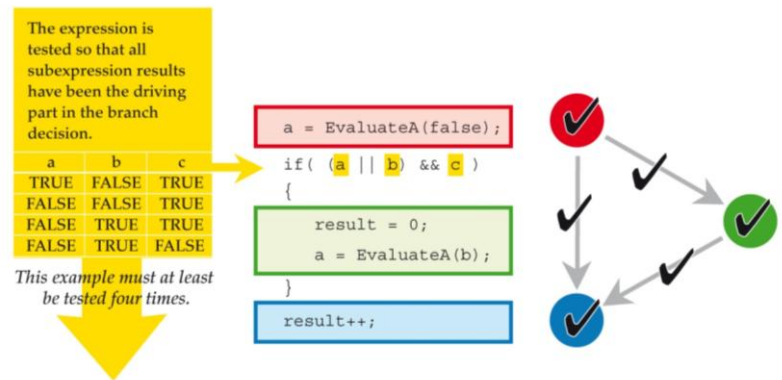 The expression is
tested so that all
subexpression results
have been the driving
part in the branch
decision.
a b c
TRUE FALSE TRUE
FALSE FALSE TRUE
FALSE TRUE TRUE
FALSE TRUE FALSE
This example must at least
be tested four times.
a = EvaluateA(false);
if( (a || b) && c )
{
result = 0;
a = EvaluateA(b);
}
result++;